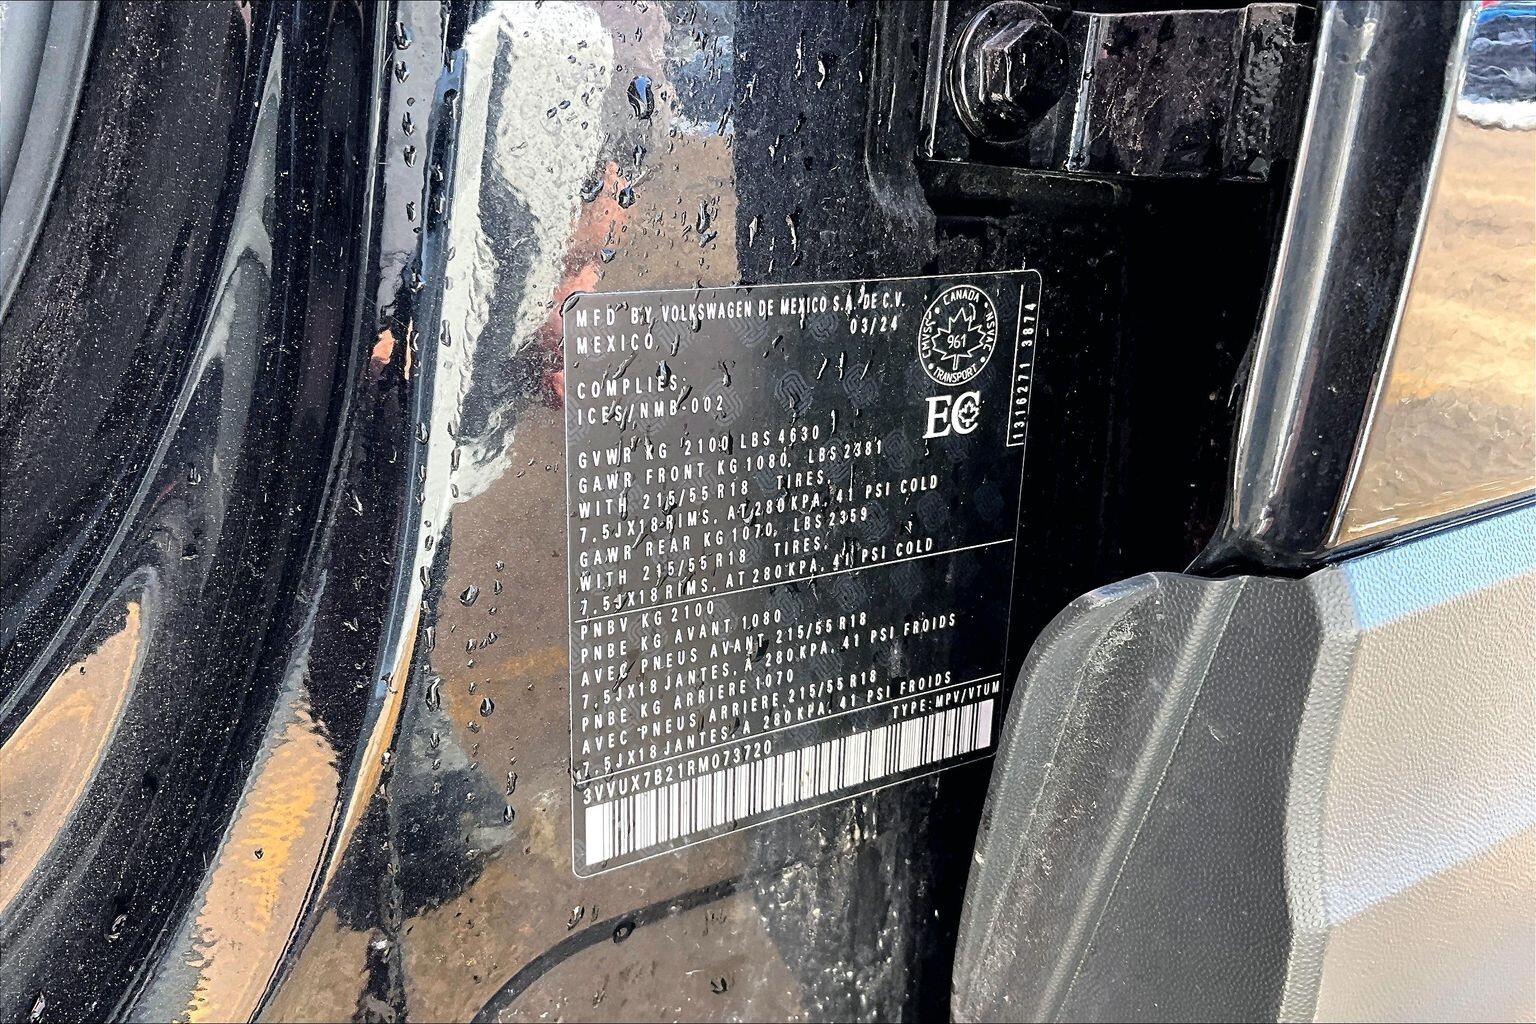 MFD BY VOLKSWAGEN DE MEXICO S.A. DE C.V.
03/24
MEXICO
COMPLIES:
ICES/NMB-002
GVWR KG 2100 LBS 4630
GAWR FRONT KG 1080, LBS 2381
WITH 215/55 R18 TIRES,
7.5JX18 RIMS, AT 280 KPA, 41 PSI COLD
GAWR REAR KG 1070, LBS 2359
WITH 215/55 R18 TIRES,
7.5JX18 RIMS, AT 280 KPA, 41 PSI COLD
PNBV KG 2100
PNBE KG AVANT 1080
AVEC PNEUS AVANT 215/55 R18
7.5JX18 JANTES, A 280 KPA, 41 PSI FROIDS
PNBE KG ARRIERE 1070
AVEC PNEUS ARRIERE 215/55 R18
7.5JX18 JANTES, A 280 KPA, 41 PSI FROIDS
TYPE:MPV/VTUM
3VVUX7B21RM073720
CANADA
CMVSS
NSVAC
961
TRANSPORT
EC
1316271 3874